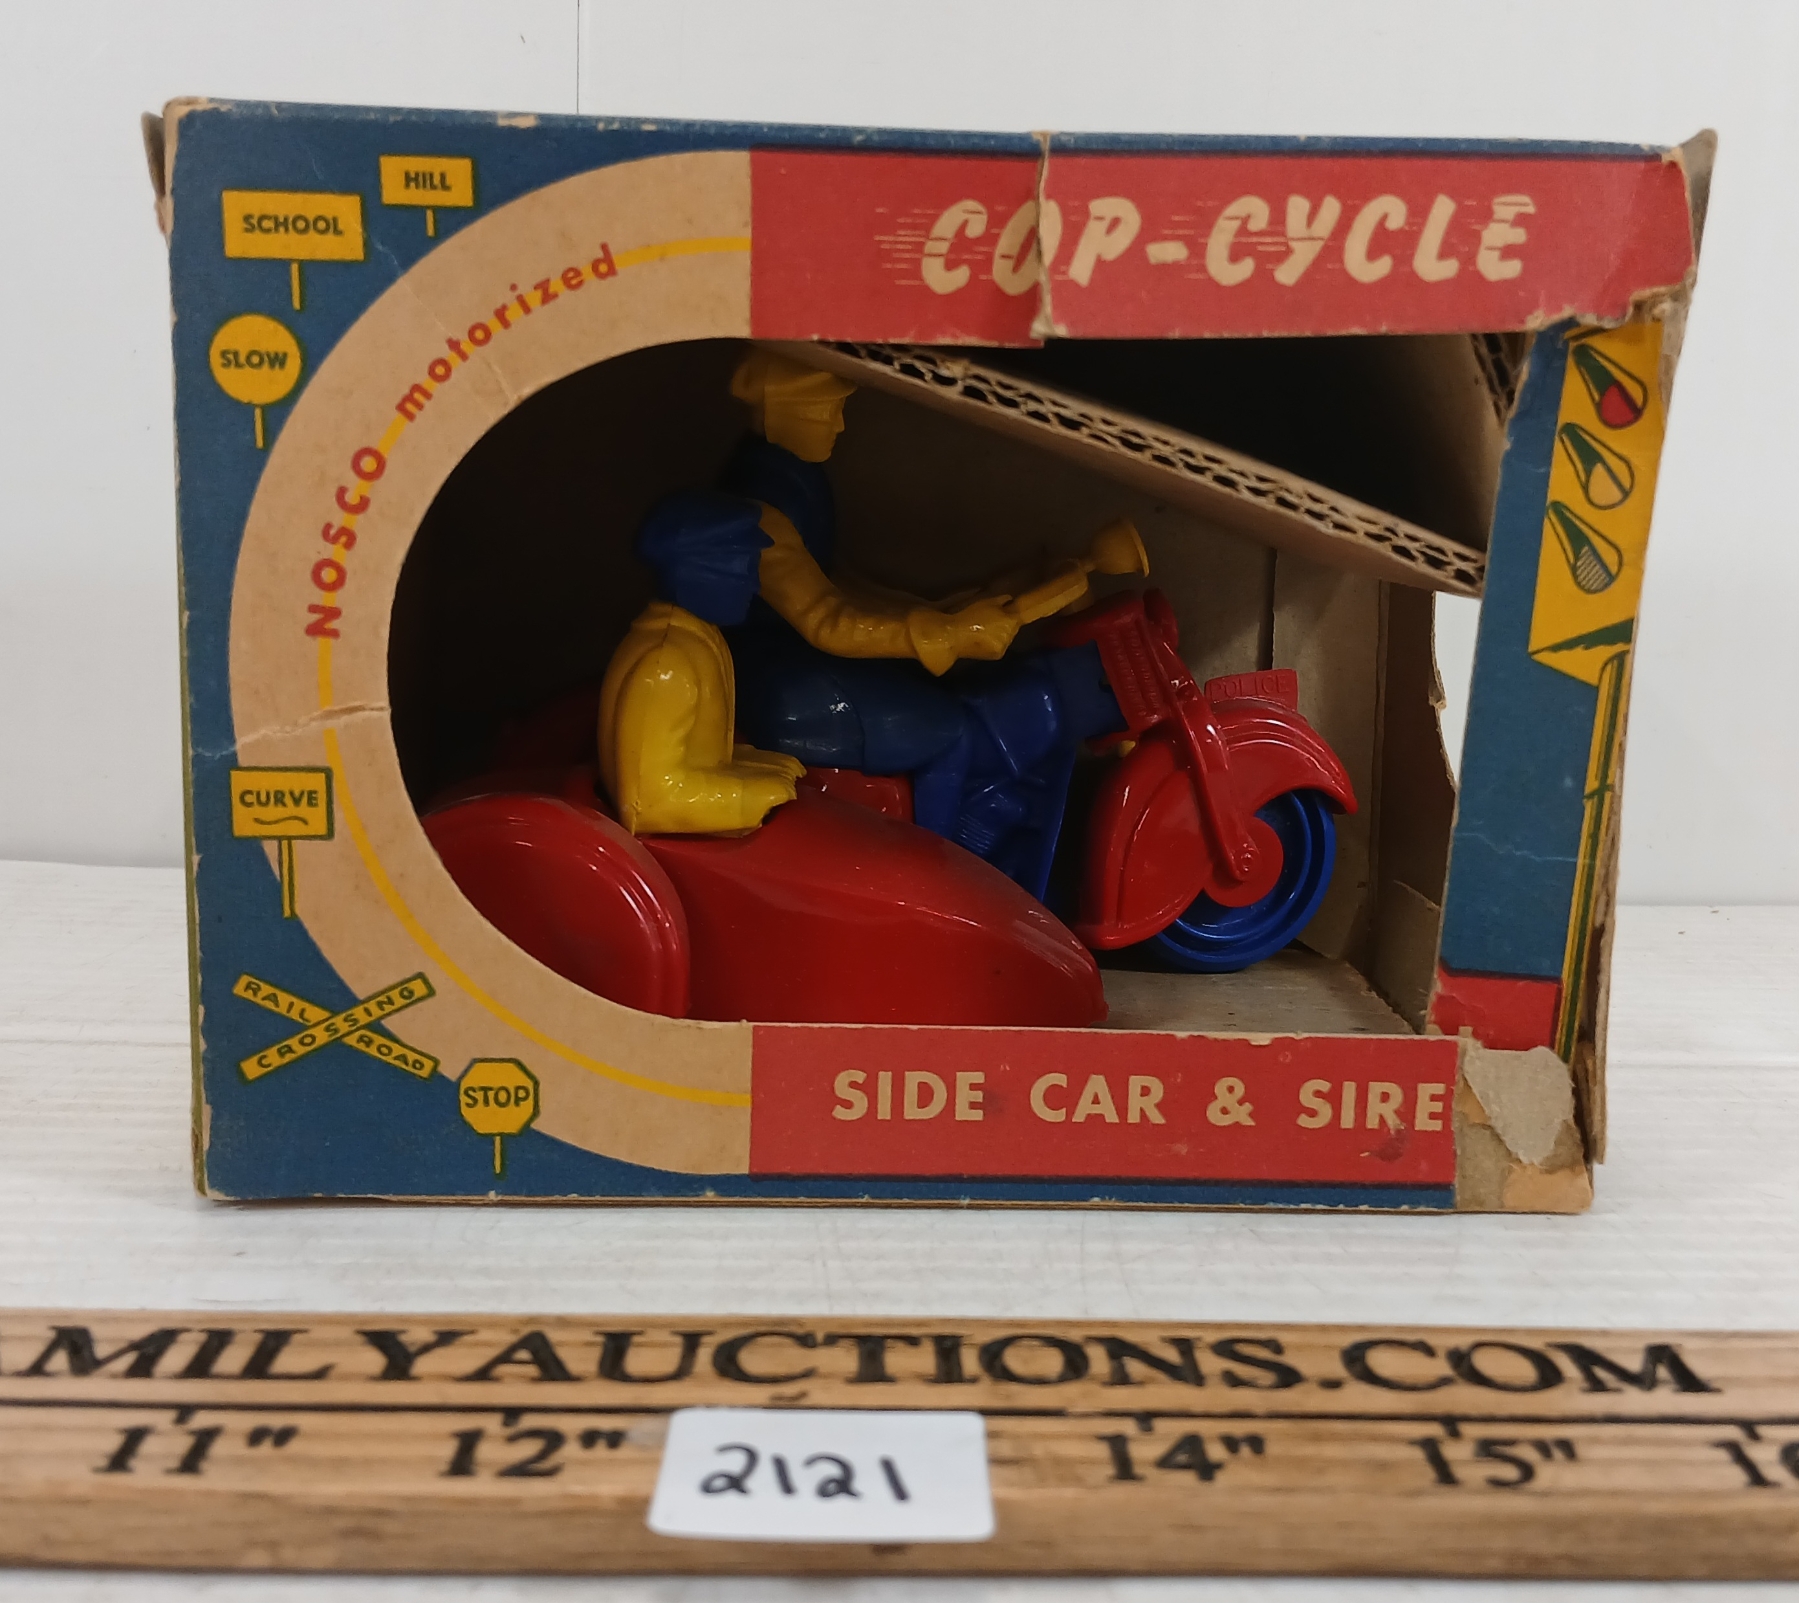 HILL
SCHOOL
SLOW
NOSCO motorized
COP-CYCLE
POLICE
CURVE
RAIL ROAD
CROSSING
STOP
SIDE CAR & SIRE
MILYAUCTIONS.COM
11" 12" 14" 15"
2121